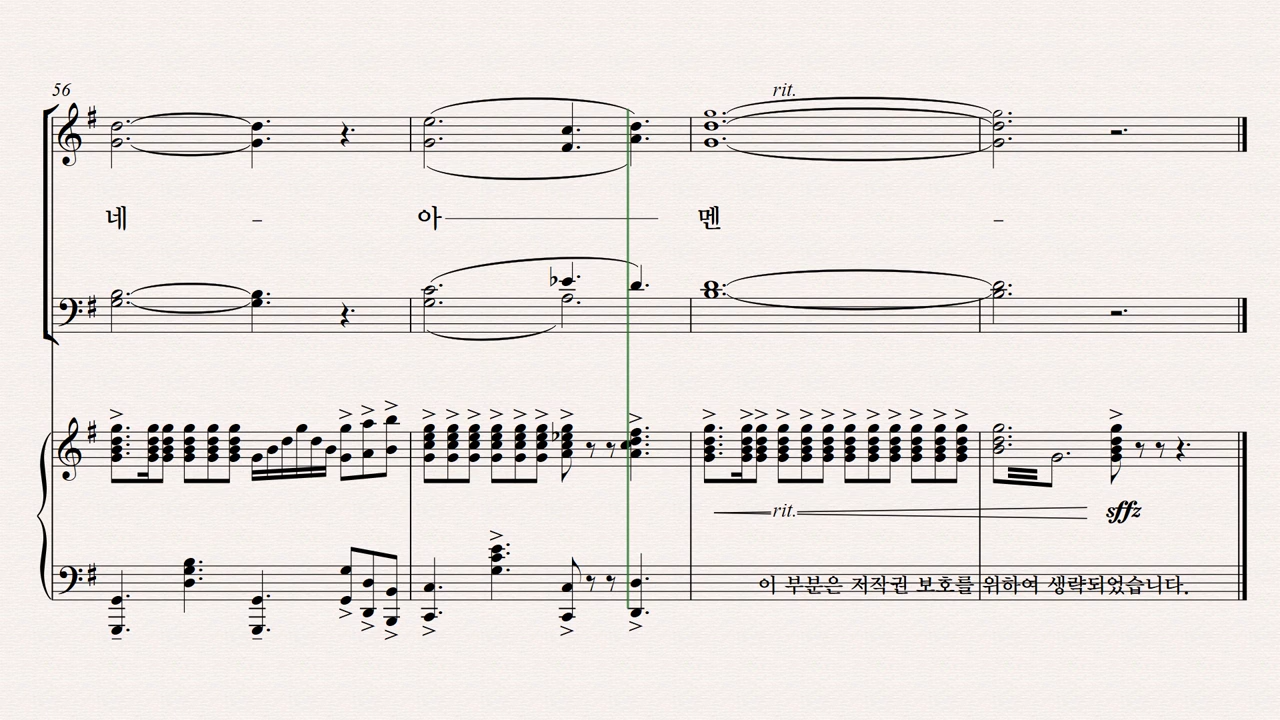 56
rit.
네 - 아 멘 -
rit. sffz
이 부분은 저작권 보호를 위하여 생략되었습니다.